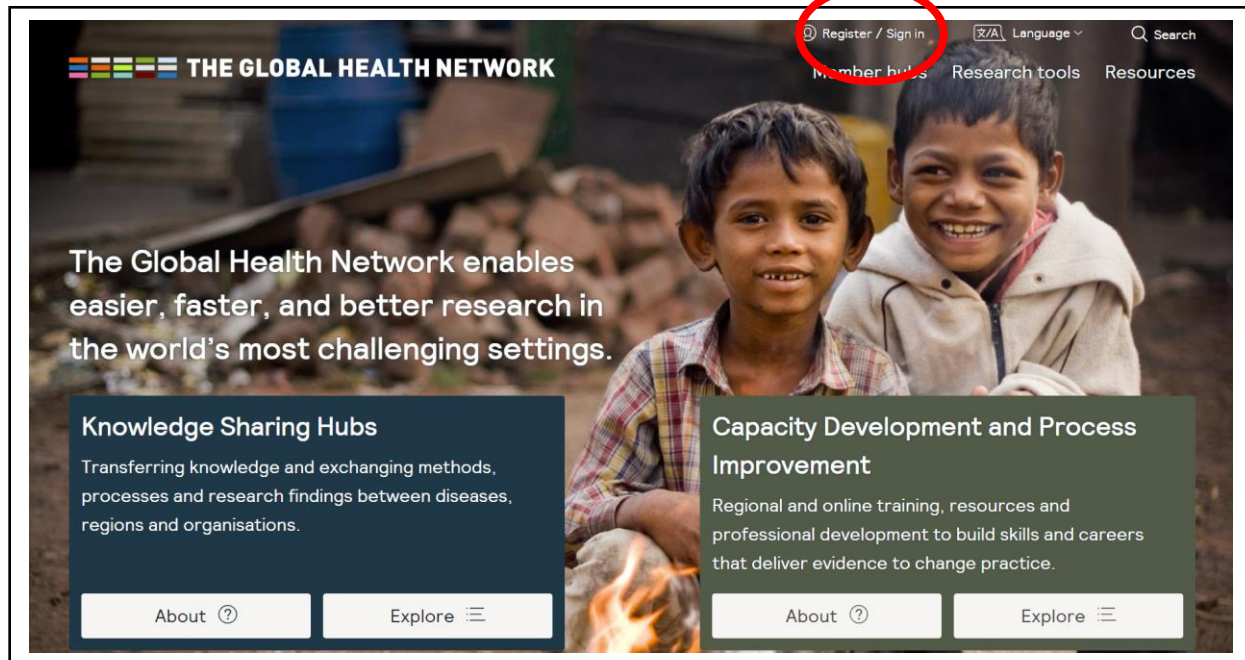 Register / Sign in
Language
Search
THE GLOBAL HEALTH NETWORK
Member hubs
Research tools
Resources
The Global Health Network enables
easier, faster, and better research in
the world's most challenging settings.
Knowledge Sharing Hubs
Transferring knowledge and exchanging methods,
processes and research findings between diseases,
regions and organisations.
About
Explore
Capacity Development and Process
Improvement
Regional and online training, resources and
professional development to build skills and careers
that deliver evidence to change practice.
About
Explore